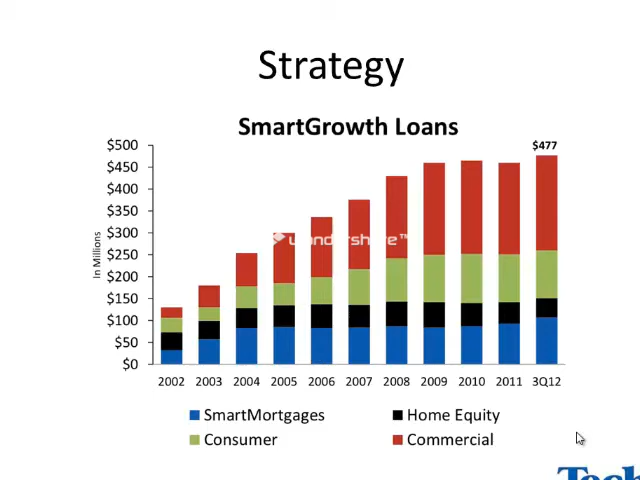 Strategy
SmartGrowth Loans
$500
$450
$400
$350
$300
$250
$200
$150
$100
$50
$0
In Millions
$477
wondershare™
2002 2003 2004 2005 2006 2007 2008 2009 2010 2011 3Q12
SmartMortgages Home Equity
Consumer Commercial